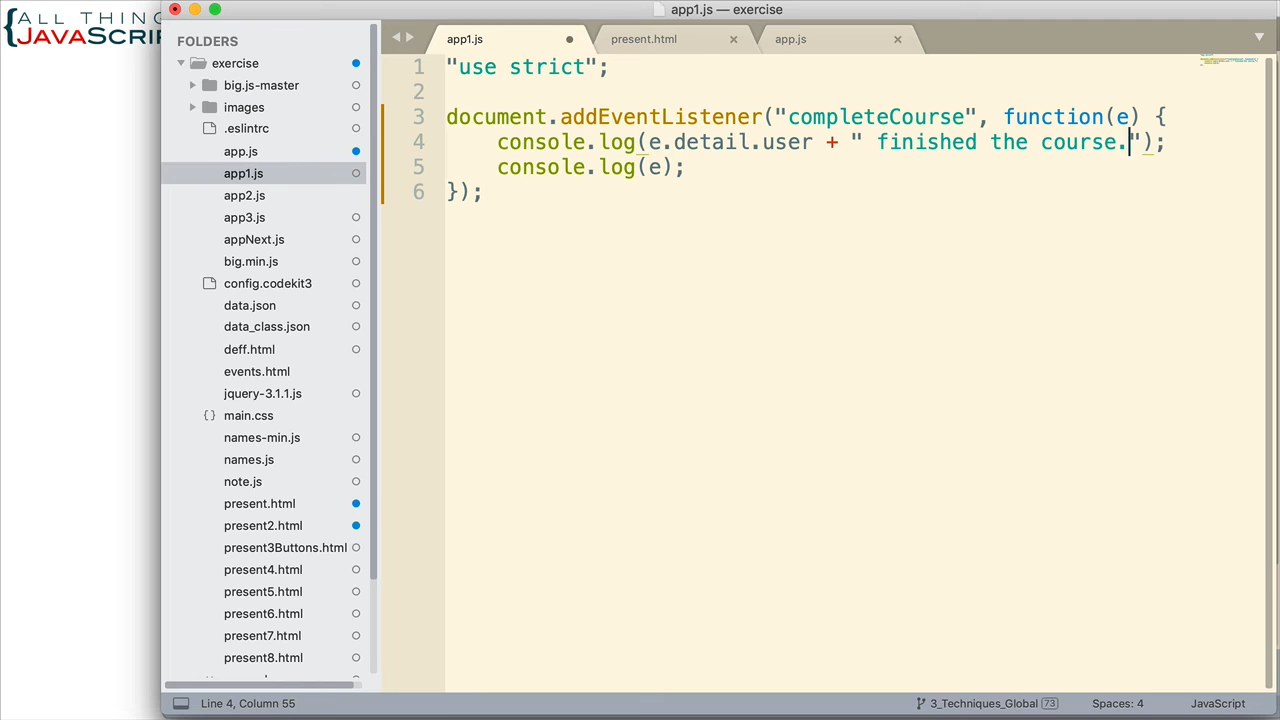 app1.js — exercise
{ALL THIN
JAVASCRI
FOLDERS
exercise
big.js-master
images
.eslintrc
app.js
app1.js
app2.js
app3.js
appNext.js
big.min.js
config.codekit3
data.json
data_class.json
deff.html
events.html
jquery-3.1.1.js
{} main.css
names-min.js
names.js
note.js
present.html
present2.html
present3Buttons.html
present4.html
present5.html
present6.html
present7.html
present8.html
app1.js present.html app.js
1 "use strict";
2
3 document.addEventListener("completeCourse", function(e) {
4 console.log(e.detail.user + " finished the course.");
5 console.log(e);
6 });
Line 4, Column 55 3_Techniques_Global 73 Spaces: 4 JavaScript